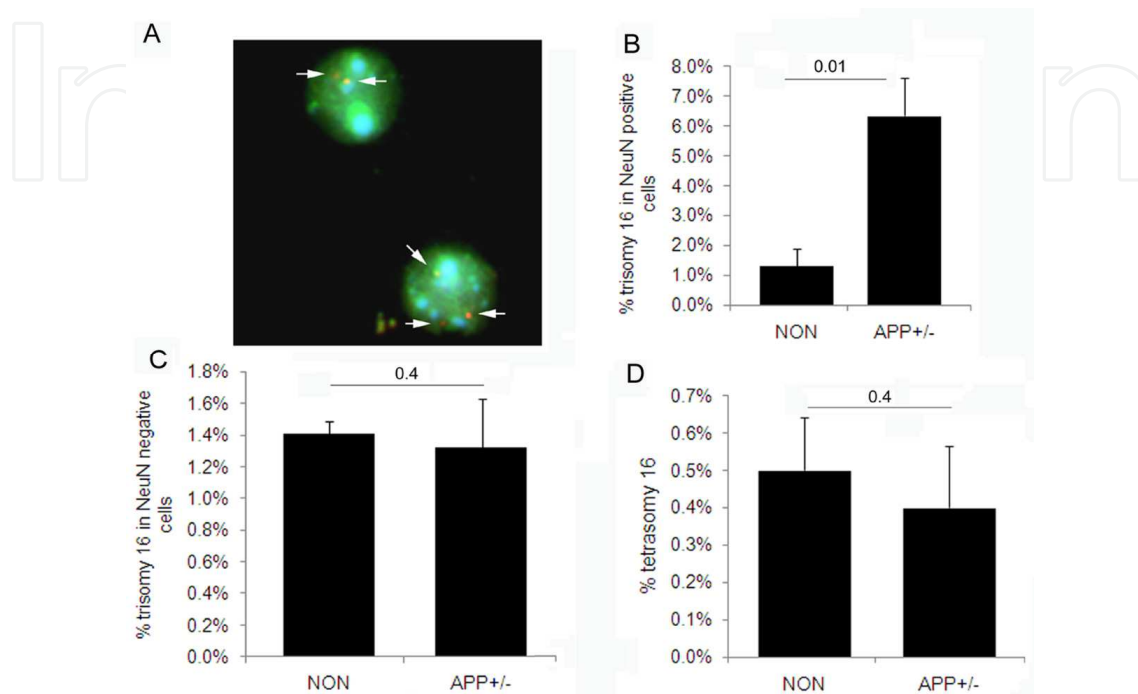 A
B
% trisomy 16 in NeuN positive
cells
8.0%
7.0%
6.0%
5.0%
4.0%
3.0%
2.0%
1.0%
0.0%
0.01
NON
APP+/-
C
% trisomy 16 in NeuN negative
cells
1.8%
1.6%
1.4%
1.2%
1.0%
0.8%
0.6%
0.4%
0.2%
0.0%
0.4
NON
APP+/-
D
% tetrasomy 16
0.7%
0.6%
0.5%
0.4%
0.3%
0.2%
0.1%
0.0%
0.4
NON
APP+/-